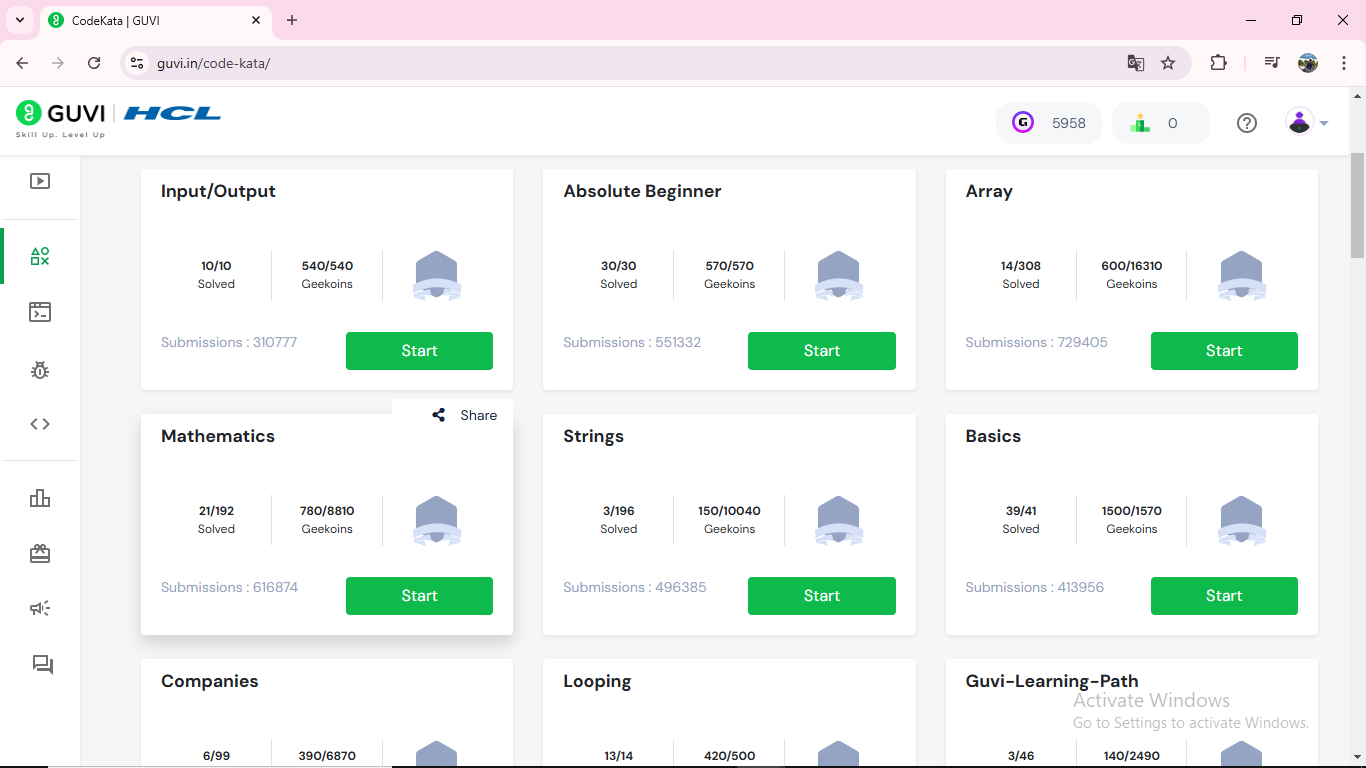 CodeKata | GUVI
guvi.in/code-kata/
GUVI HCL
Skill Up. Level Up
G 5958 0
Input/Output
10/10 540/540
Solved Geekoins
Submissions : 310777 Start
Absolute Beginner
30/30 570/570
Solved Geekoins
Submissions : 551332 Start
Array
14/308 600/16310
Solved Geekoins
Submissions : 729405 Start
Share
Mathematics
21/192 780/8810
Solved Geekoins
Submissions : 616874 Start
Strings
3/196 150/10040
Solved Geekoins
Submissions : 496385 Start
Basics
39/41 1500/1570
Solved Geekoins
Submissions : 413956 Start
Companies
6/99 390/6870
Looping
13/14 420/500
Guvi-Learning-Path
3/46 140/2490
Activate Windows
Go to Settings to activate Windows.